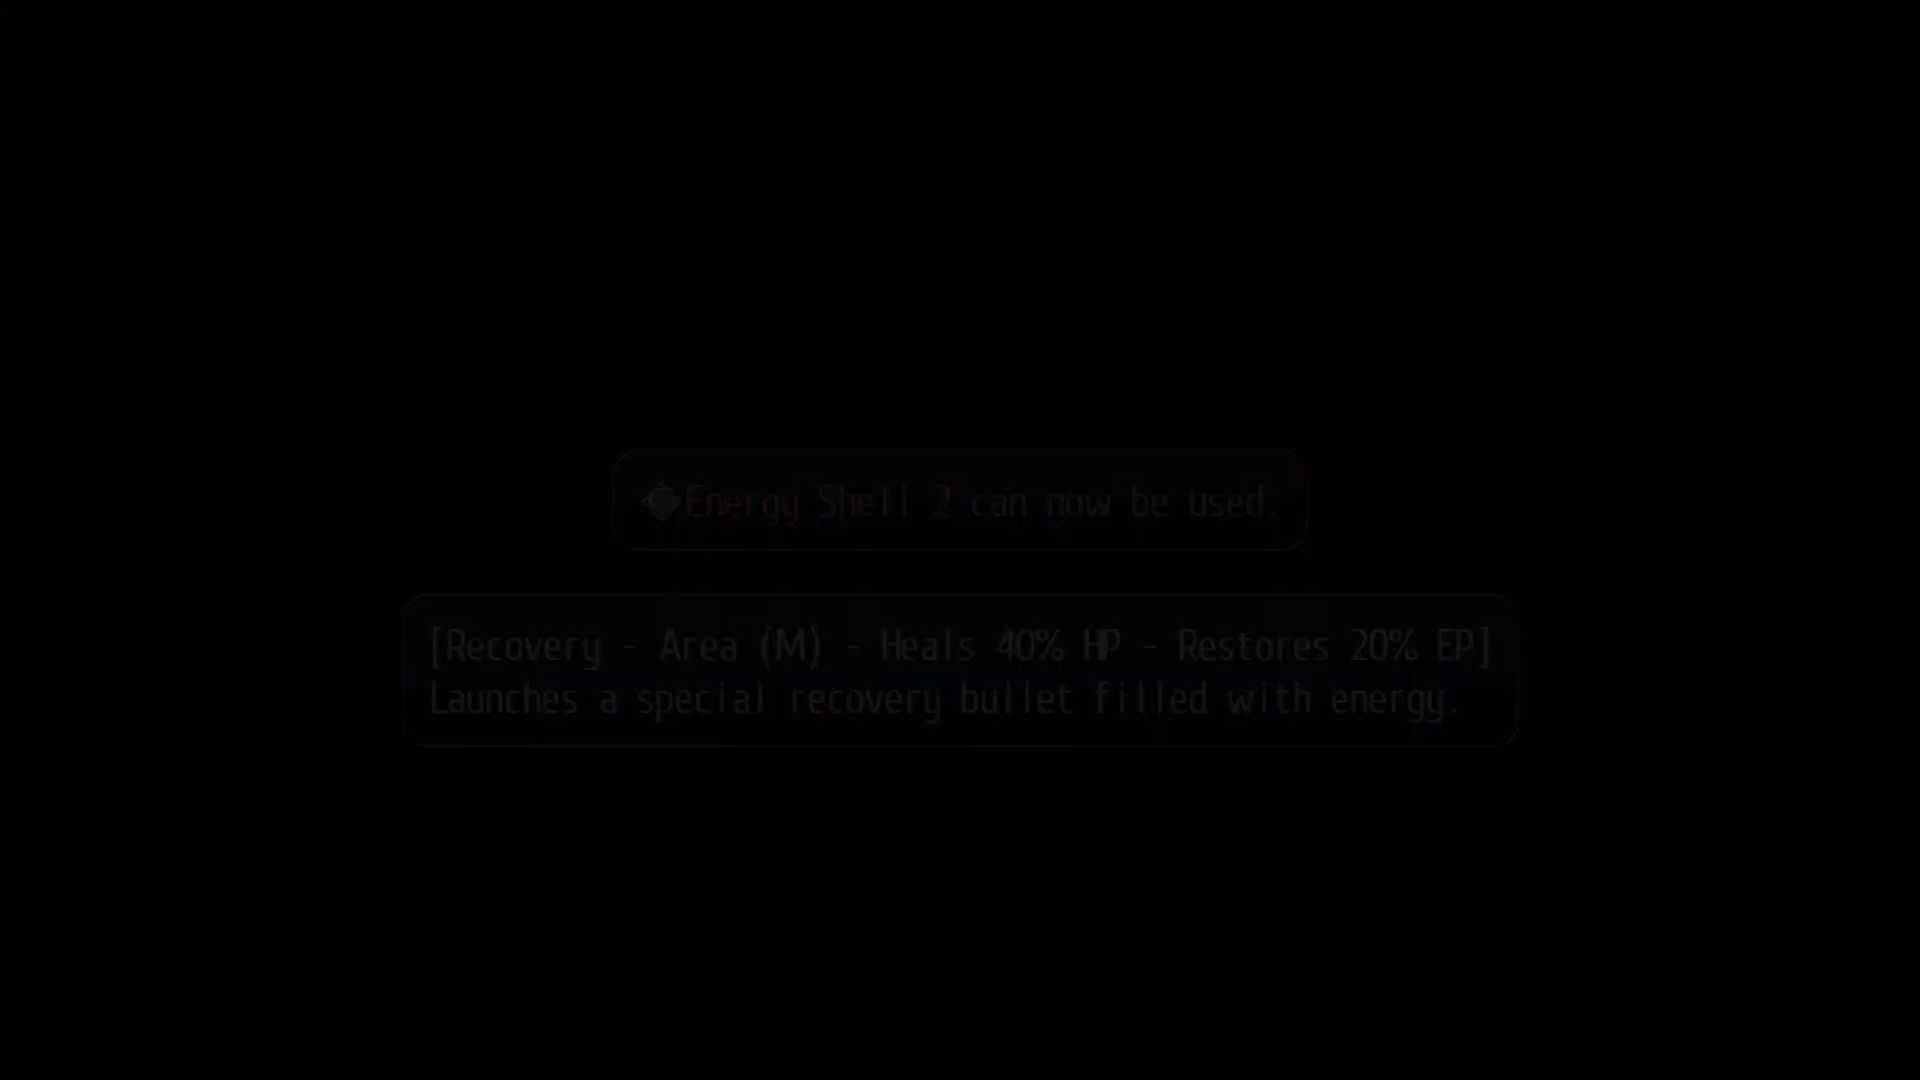 Energy Shell 2 can now be used.
[Recovery - Area (M) - Heals 40% HP - Restores 20% EP]
Launches a special recovery bullet filled with energy.